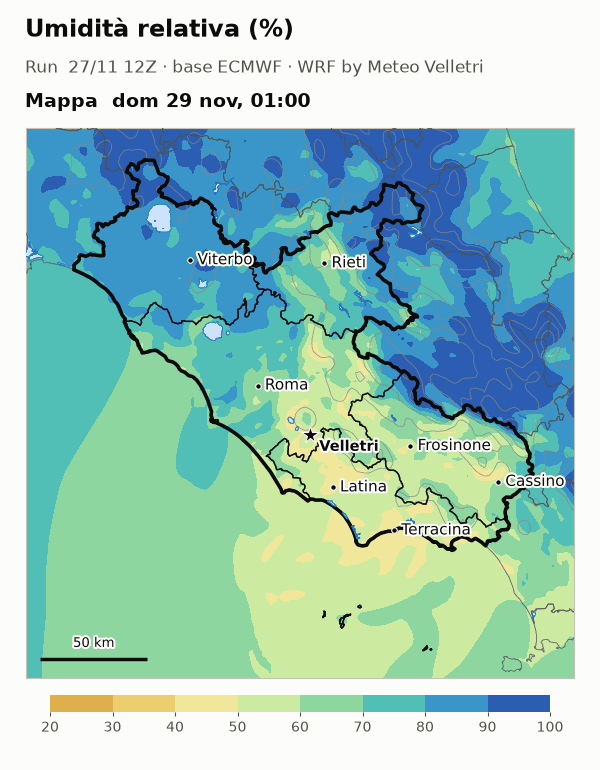 Umidità relativa (%)
Run  27/11 12Z · base ECMWF · WRF by Meteo Velletri
Mappa  dom 29 nov, 01:00
Viterbo
Rieti
Roma
Velletri
Frosinone
Cassino
Latina
Terracina
50 km
20 30 40 50 60 70 80 90 100